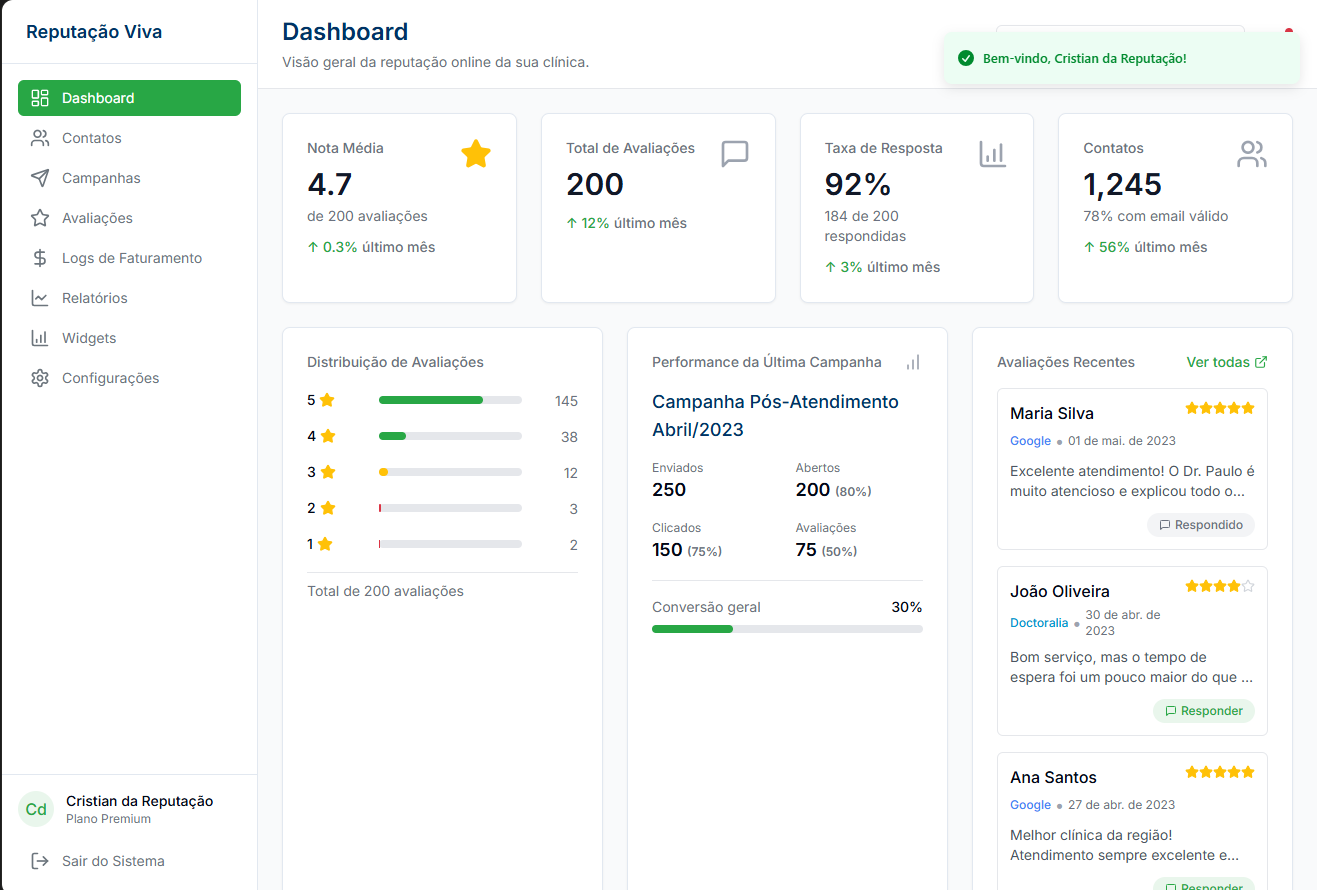 Reputação Viva
Dashboard
Contatos
Campanhas
Avaliações
Logs de Faturamento
Relatórios
Widgets
Configurações
Cd
Cristian da Reputação
Plano Premium
Sair do Sistema
Dashboard
Visão geral da reputação online da sua clínica.
Bem-vindo, Cristian da Reputação!
Nota Média
4.7
de 200 avaliações
↑ 0.3% último mês
Total de Avaliações
200
↑ 12% último mês
Taxa de Resposta
92%
184 de 200
respondidas
↑ 3% último mês
Contatos
1,245
78% com email válido
↑ 56% último mês
Distribuição de Avaliações
5 145
4 38
3 12
2 3
1 2
Total de 200 avaliações
Performance da Última Campanha
Campanha Pós-Atendimento
Abril/2023
Enviados Abertos
250 200 (80%)
Clicados Avaliações
150 (75%) 75 (50%)
Conversão geral 30%
Avaliações Recentes Ver todas
Maria Silva
Google • 01 de mai. de 2023
Excelente atendimento! O Dr. Paulo é
muito atencioso e explicou todo o...
Respondido
João Oliveira
Doctoralia • 30 de abr. de
2023
Bom serviço, mas o tempo de
espera foi um pouco maior do que ...
Responder
Ana Santos
Google • 27 de abr. de 2023
Melhor clínica da região!
Atendimento sempre excelente e...
Responder